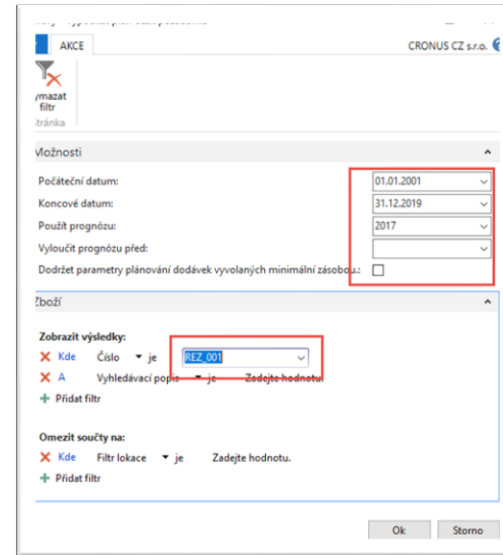 AKCE
CRONUS CZ s.r.o.
ymazat
filtr
tránka
Možnosti
Počáteční datum: 01.01.2001
Koncové datum: 31.12.2019
Použít prognózu: 2017
Vyloučit prognózu před:
Dodržet parametry plánování dodávek vyvolaných minimální zásobou.:
Zboží
Zobrazit výsledky:
Kde Číslo je REZ_001
A Vyhledávací popis je Zadejte hodnotu.
Přidat filtr
Omezit součty na:
Kde Filtr lokace je Zadejte hodnotu.
Přidat filtr
Ok Storno